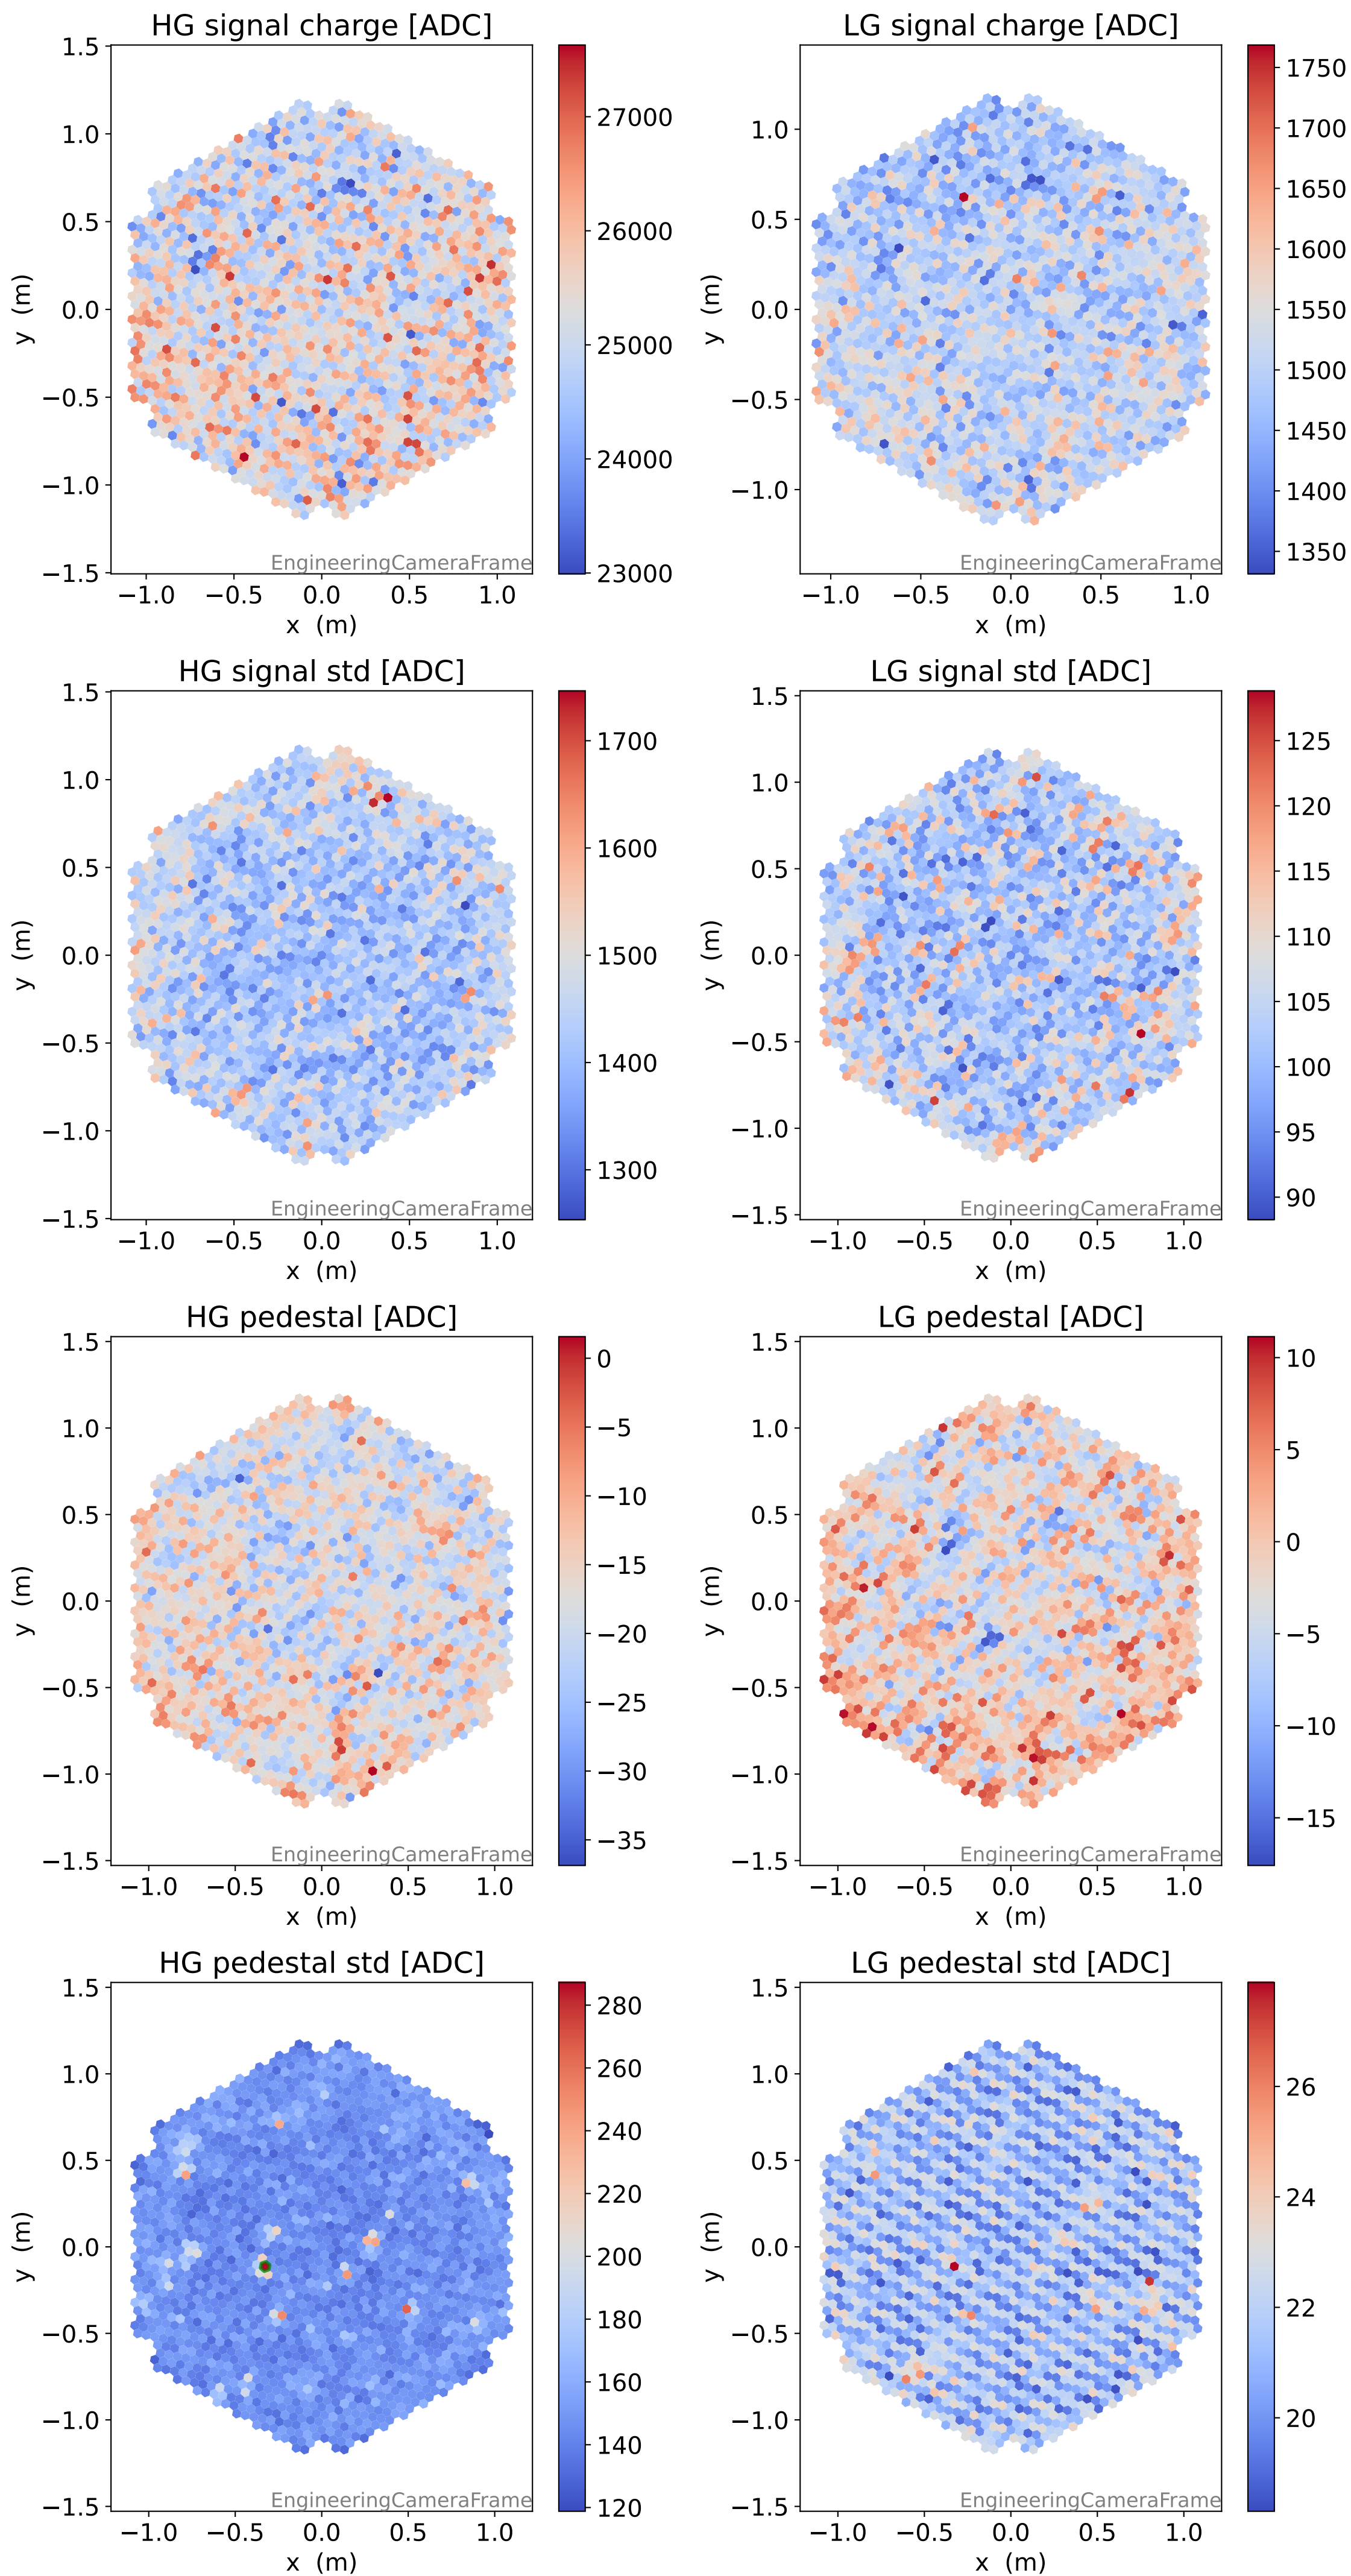 HG signal charge [ADC]
LG signal charge [ADC]
1.5
1.0
0.5
0.0
−0.5
−1.0
−1.5
y (m)
−1.0 −0.5 0.0 0.5 1.0
x (m)
EngineeringCameraFrame
27000
26000
25000
24000
23000
1.0
0.5
0.0
−0.5
−1.0
y (m)
−1.0 −0.5 0.0 0.5 1.0
x (m)
EngineeringCameraFrame
1750
1700
1650
1600
1550
1500
1450
1400
1350
HG signal std [ADC]
LG signal std [ADC]
1.5
1.0
0.5
0.0
−0.5
−1.0
−1.5
y (m)
−1.0 −0.5 0.0 0.5 1.0
x (m)
EngineeringCameraFrame
1700
1600
1500
1400
1300
1.5
1.0
0.5
0.0
−0.5
−1.0
−1.5
y (m)
−1.0 −0.5 0.0 0.5 1.0
x (m)
EngineeringCameraFrame
125
120
115
110
105
100
95
90
HG pedestal [ADC]
LG pedestal [ADC]
1.5
1.0
0.5
0.0
−0.5
−1.0
−1.5
y (m)
−1.0 −0.5 0.0 0.5 1.0
x (m)
EngineeringCameraFrame
0
−5
−10
−15
−20
−25
−30
−35
1.5
1.0
0.5
0.0
−0.5
−1.0
−1.5
y (m)
−1.0 −0.5 0.0 0.5 1.0
x (m)
EngineeringCameraFrame
10
5
0
−5
−10
−15
HG pedestal std [ADC]
LG pedestal std [ADC]
1.5
1.0
0.5
0.0
−0.5
−1.0
−1.5
y (m)
−1.0 −0.5 0.0 0.5 1.0
x (m)
EngineeringCameraFrame
280
260
240
220
200
180
160
140
120
1.5
1.0
0.5
0.0
−0.5
−1.0
−1.5
y (m)
−1.0 −0.5 0.0 0.5 1.0
x (m)
EngineeringCameraFrame
26
24
22
20